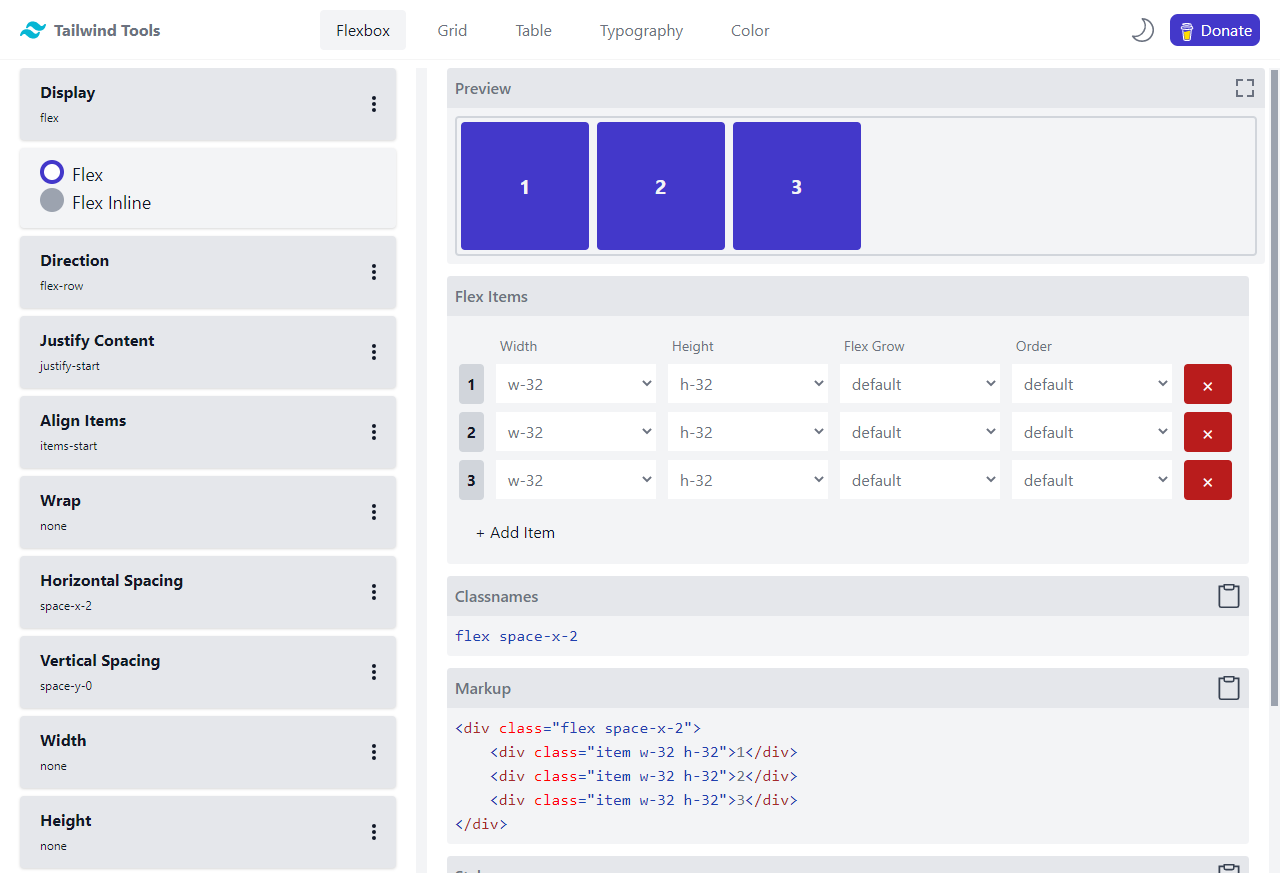 Tailwind Tools
Flexbox Grid Table Typography Color
Donate
Display
flex
Flex
Flex Inline
Direction
flex-row
Justify Content
justify-start
Align Items
items-start
Wrap
none
Horizontal Spacing
space-x-2
Vertical Spacing
space-y-0
Width
none
Height
none
Preview
1 2 3
Flex Items
Width Height Flex Grow Order
1 w-32 h-32 default default ×
2 w-32 h-32 default default ×
3 w-32 h-32 default default ×
+ Add Item
Classnames
flex space-x-2
Markup
<div class="flex space-x-2">
<div class="item w-32 h-32">1</div>
<div class="item w-32 h-32">2</div>
<div class="item w-32 h-32">3</div>
</div>